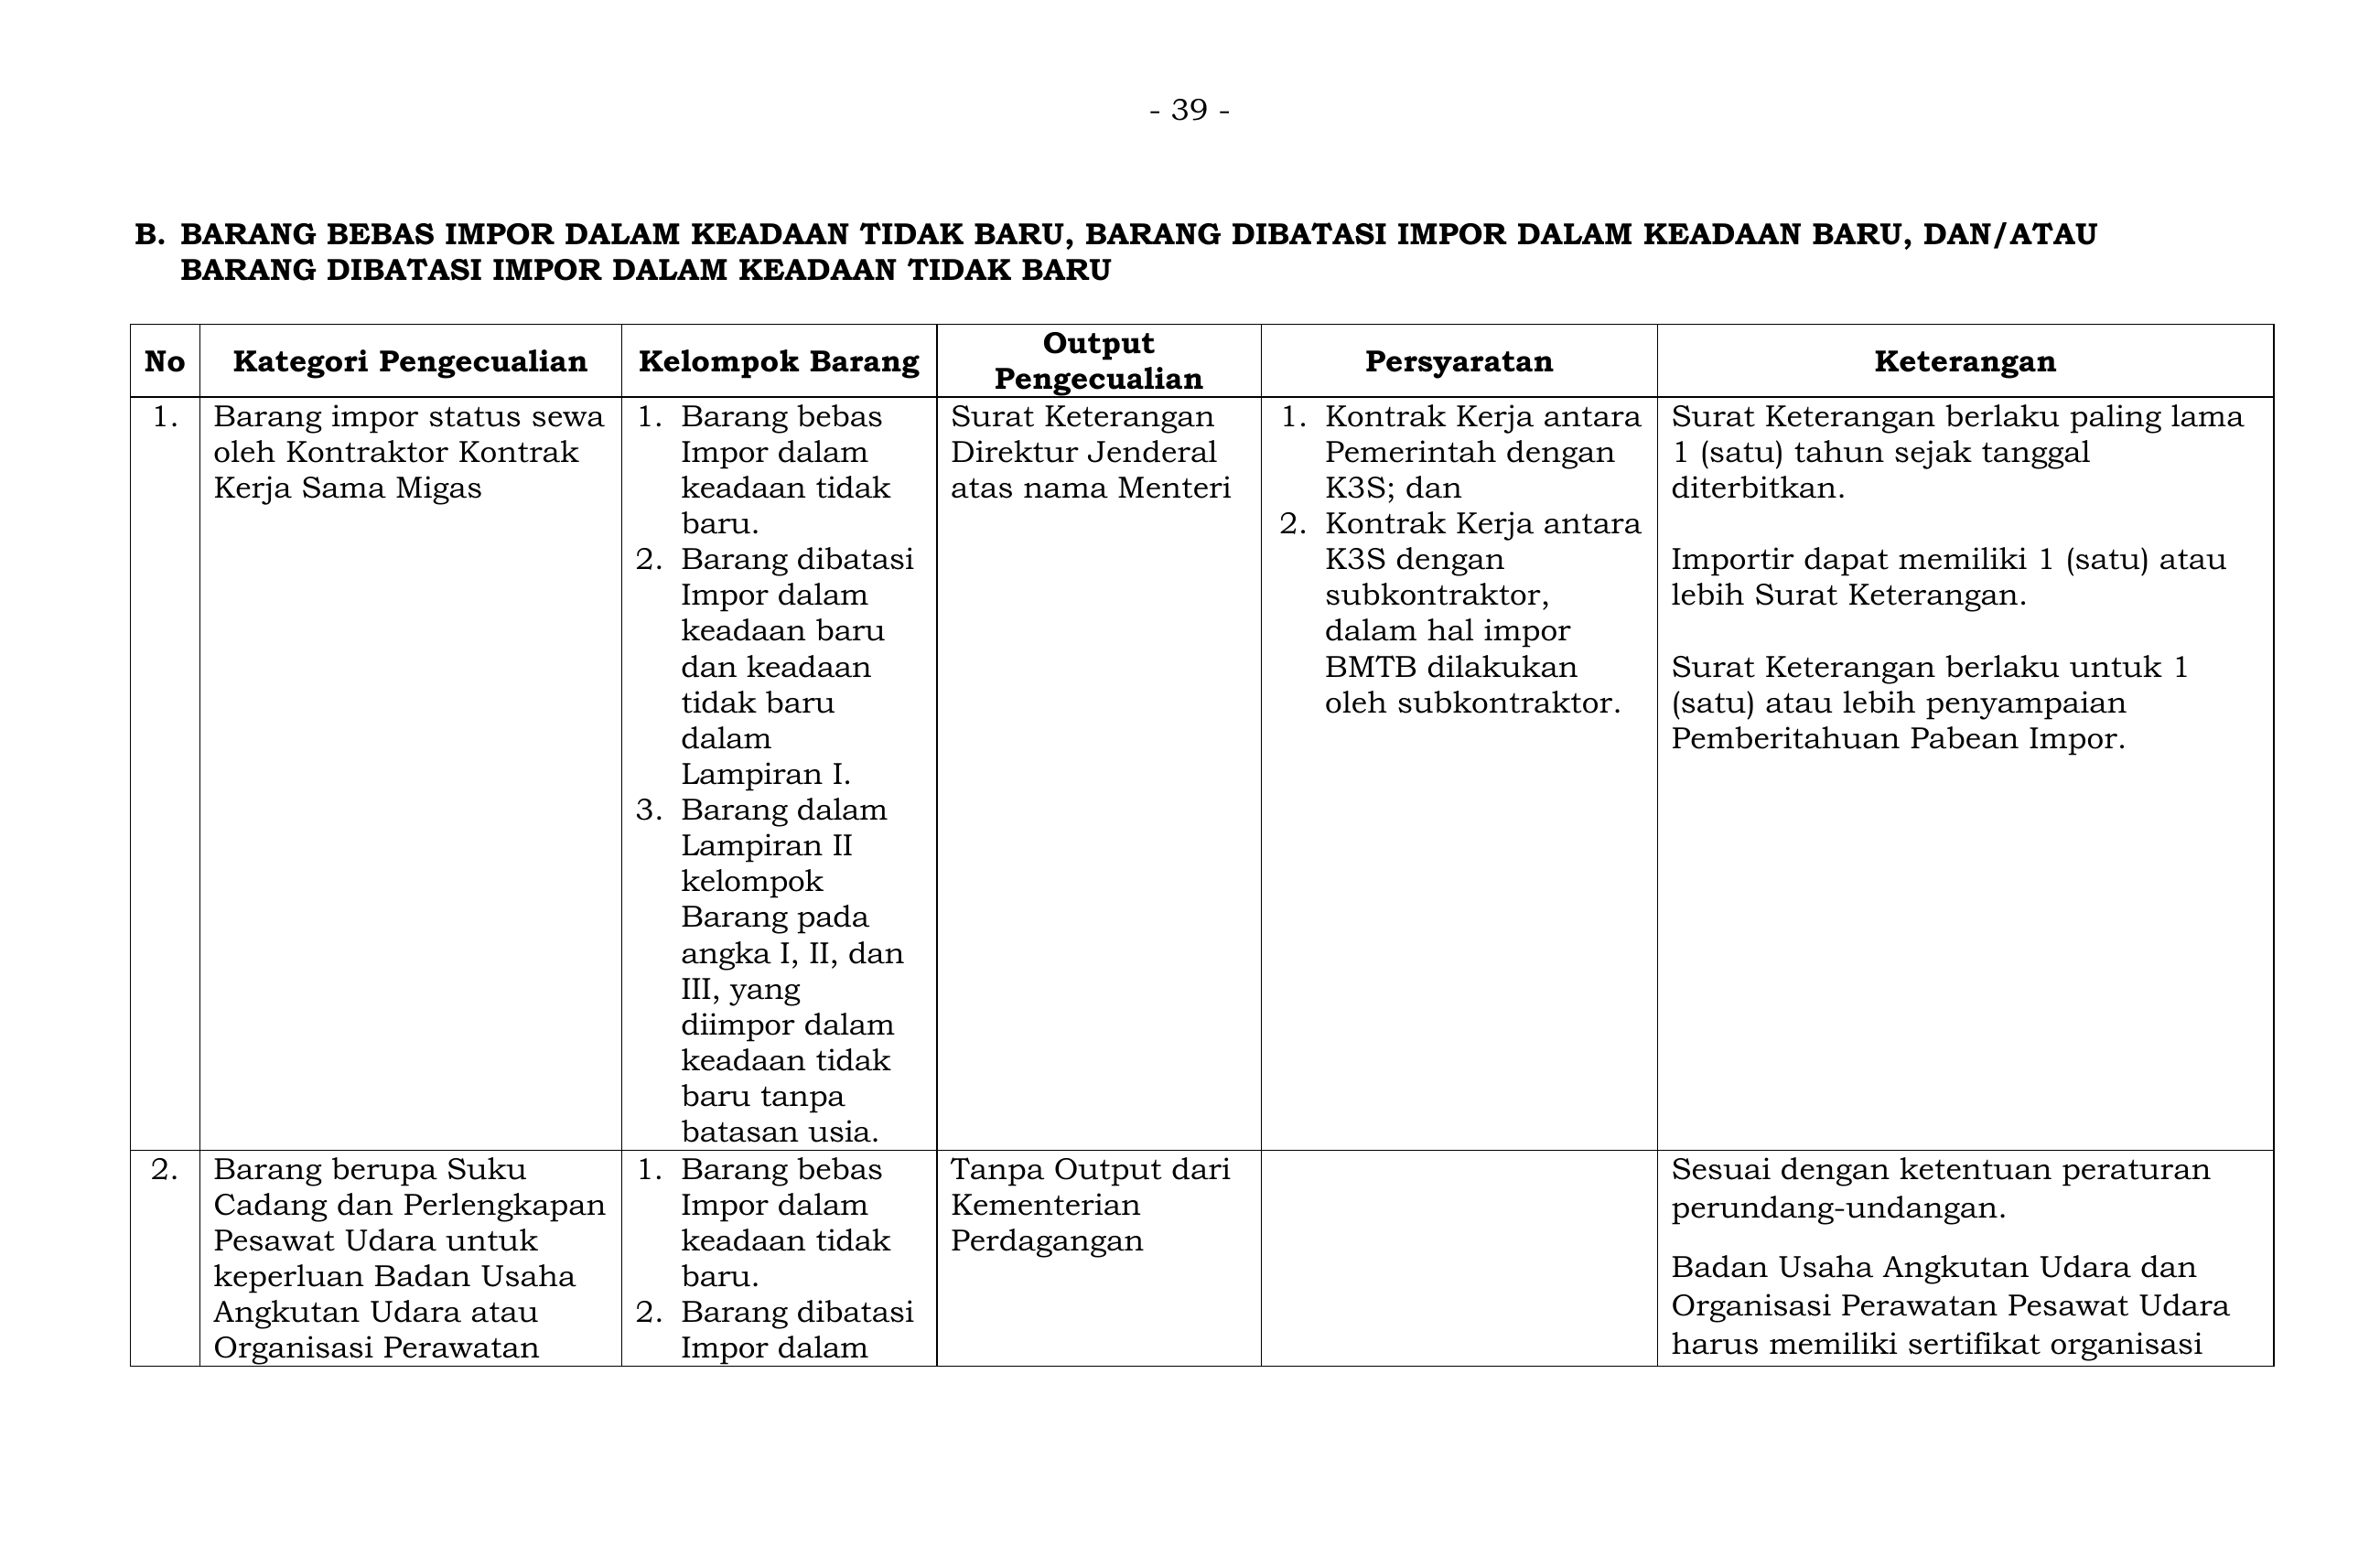 - 39 -
B. BARANG BEBAS IMPOR DALAM KEADAAN TIDAK BARU, BARANG DIBATASI IMPOR DALAM KEADAAN BARU, DAN/ATAU
BARANG DIBATASI IMPOR DALAM KEADAAN TIDAK BARU
No
Kategori Pengecualian
Kelompok Barang
Output
Pengecualian
Persyaratan
Keterangan
1.
Barang impor status sewa
oleh Kontraktor Kontrak
Kerja Sama Migas
1. Barang bebas
Impor dalam
keadaan tidak
baru.
2. Barang dibatasi
Impor dalam
keadaan baru
dan keadaan
tidak baru
dalam
Lampiran I.
3. Barang dalam
Lampiran II
kelompok
Barang pada
angka I, II, dan
III, yang
diimpor dalam
keadaan tidak
baru tanpa
batasan usia.
Surat Keterangan
Direktur Jenderal
atas nama Menteri
1. Kontrak Kerja antara
Pemerintah dengan
K3S; dan
2. Kontrak Kerja antara
K3S dengan
subkontraktor,
dalam hal impor
BMTB dilakukan
oleh subkontraktor.
Surat Keterangan berlaku paling lama
1 (satu) tahun sejak tanggal
diterbitkan.
Importir dapat memiliki 1 (satu) atau
lebih Surat Keterangan.
Surat Keterangan berlaku untuk 1
(satu) atau lebih penyampaian
Pemberitahuan Pabean Impor.
2.
Barang berupa Suku
Cadang dan Perlengkapan
Pesawat Udara untuk
keperluan Badan Usaha
Angkutan Udara atau
Organisasi Perawatan
1. Barang bebas
Impor dalam
keadaan tidak
baru.
2. Barang dibatasi
Impor dalam
Tanpa Output dari
Kementerian
Perdagangan
Sesuai dengan ketentuan peraturan
perundang-undangan.
Badan Usaha Angkutan Udara dan
Organisasi Perawatan Pesawat Udara
harus memiliki sertifikat organisasi